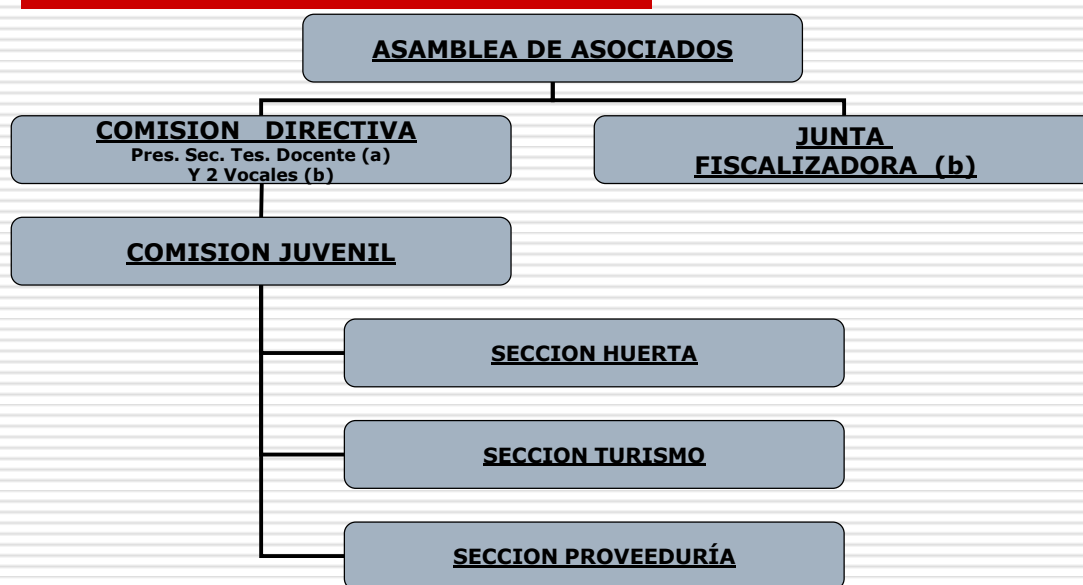 ASAMBLEA DE ASOCIADOS
COMISION DIRECTIVA
Pres. Sec. Tes. Docente (a)
Y 2 Vocales (b)
JUNTA
FISCALIZADORA (b)
COMISION JUVENIL
SECCION HUERTA
SECCION TURISMO
SECCION PROVEEDURÍA